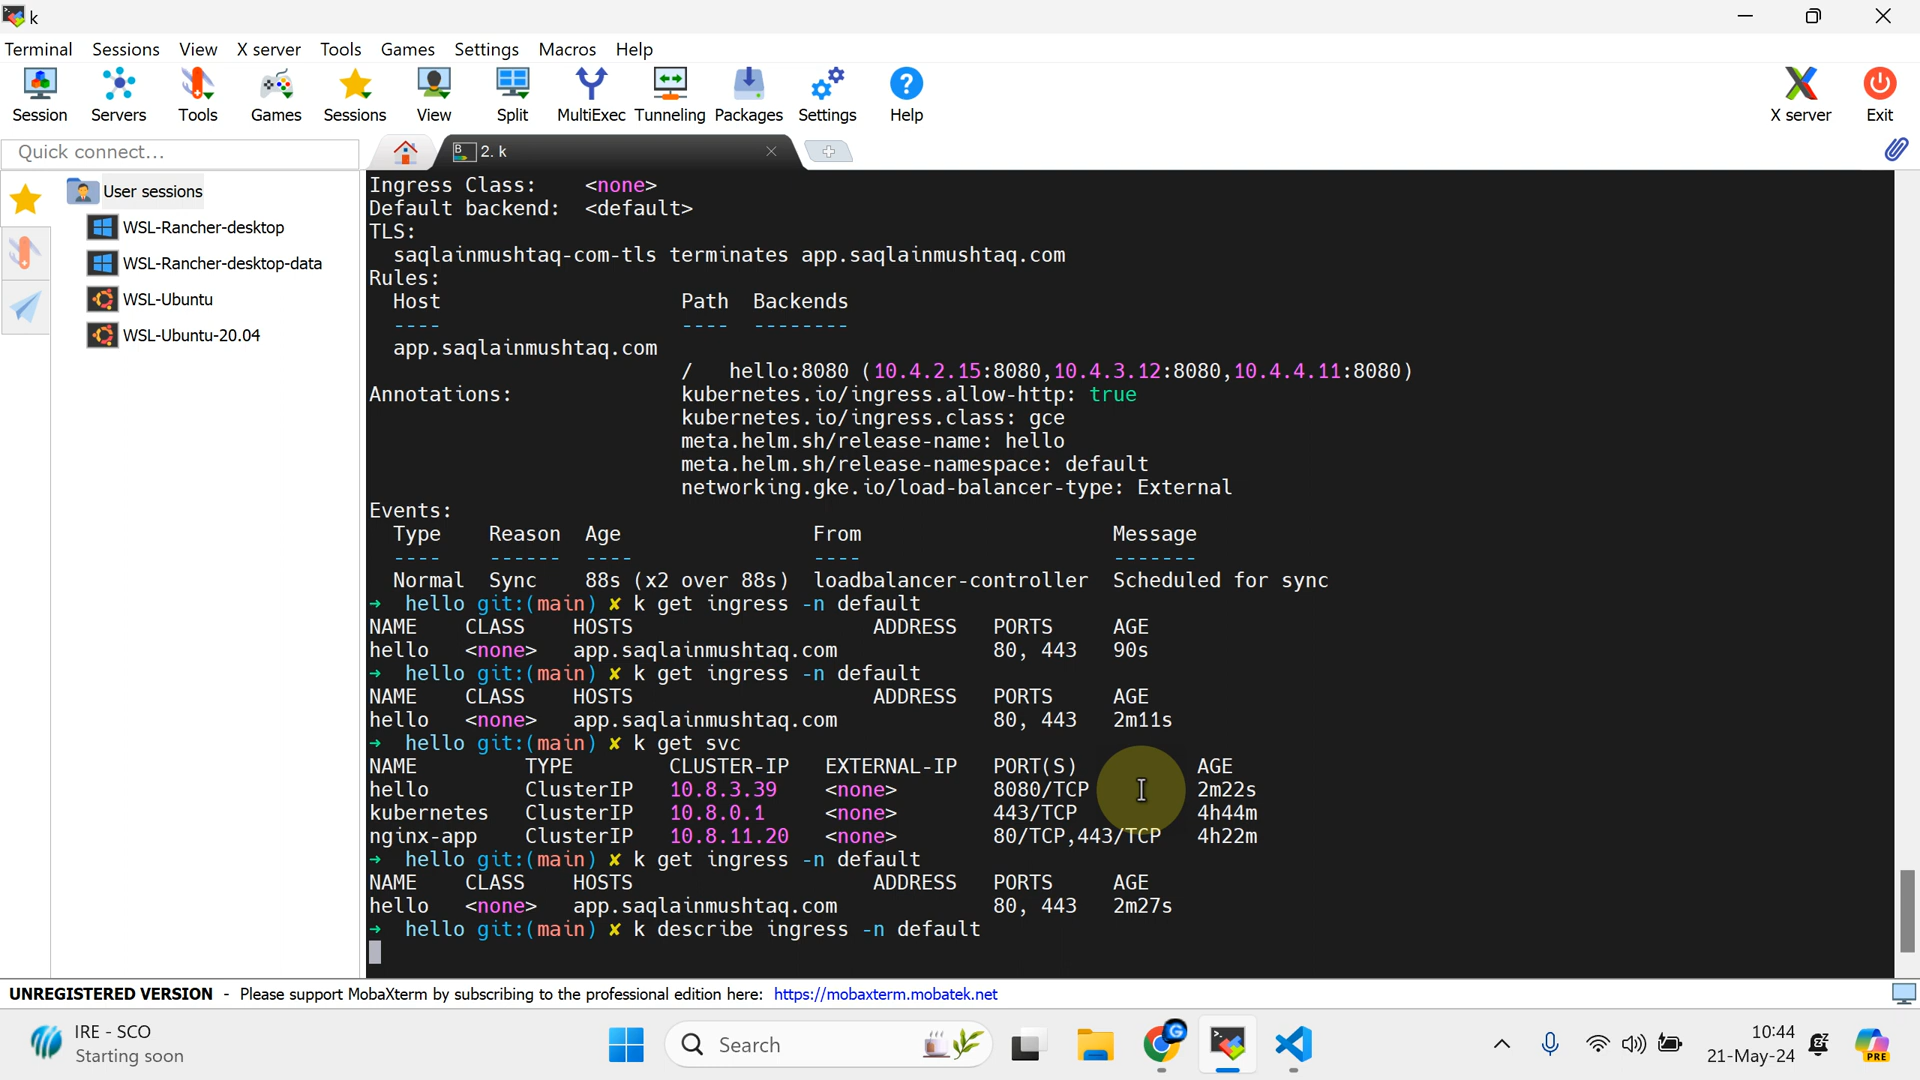 k
Terminal Sessions View X server Tools Games Settings Macros Help
Session Servers Tools Games Sessions View Split MultiExec Tunneling Packages Settings Help X server Exit
Quick connect...
2. k
User sessions
WSL-Rancher-desktop
WSL-Rancher-desktop-data
WSL-Ubuntu
WSL-Ubuntu-20.04
Ingress Class: <none>
Default backend: <default>
TLS:
saqlainmushtaq-com-tls terminates app.saqlainmushtaq.com
Rules:
Host Path Backends
---- ---- --------
app.saqlainmushtaq.com
/ hello:8080 (10.4.2.15:8080,10.4.3.12:8080,10.4.4.11:8080)
Annotations: kubernetes.io/ingress.allow-http: true
kubernetes.io/ingress.class: gce
meta.helm.sh/release-name: hello
meta.helm.sh/release-namespace: default
networking.gke.io/load-balancer-type: External
Events:
Type Reason Age From Message
---- ------ ---- ---- -------
Normal Sync 88s (x2 over 88s) loadbalancer-controller Scheduled for sync
➜ hello git:(main) ✘ k get ingress -n default
NAME CLASS HOSTS ADDRESS PORTS AGE
hello <none> app.saqlainmushtaq.com 80, 443 90s
➜ hello git:(main) ✘ k get ingress -n default
NAME CLASS HOSTS ADDRESS PORTS AGE
hello <none> app.saqlainmushtaq.com 80, 443 2m11s
➜ hello git:(main) ✘ k get svc
NAME TYPE CLUSTER-IP EXTERNAL-IP PORT(S) AGE
hello ClusterIP 10.8.3.39 <none> 8080/TCP 2m22s
kubernetes ClusterIP 10.8.0.1 <none> 443/TCP 4h44m
nginx-app ClusterIP 10.8.11.20 <none> 80/TCP,443/TCP 4h22m
➜ hello git:(main) ✘ k get ingress -n default
NAME CLASS HOSTS ADDRESS PORTS AGE
hello <none> app.saqlainmushtaq.com 80, 443 2m27s
➜ hello git:(main) ✘ k describe ingress -n default
UNREGISTERED VERSION - Please support MobaXterm by subscribing to the professional edition here: https://mobaxterm.mobatek.net
IRE - SCO
Starting soon
Search
10:44
21-May-24
PRE